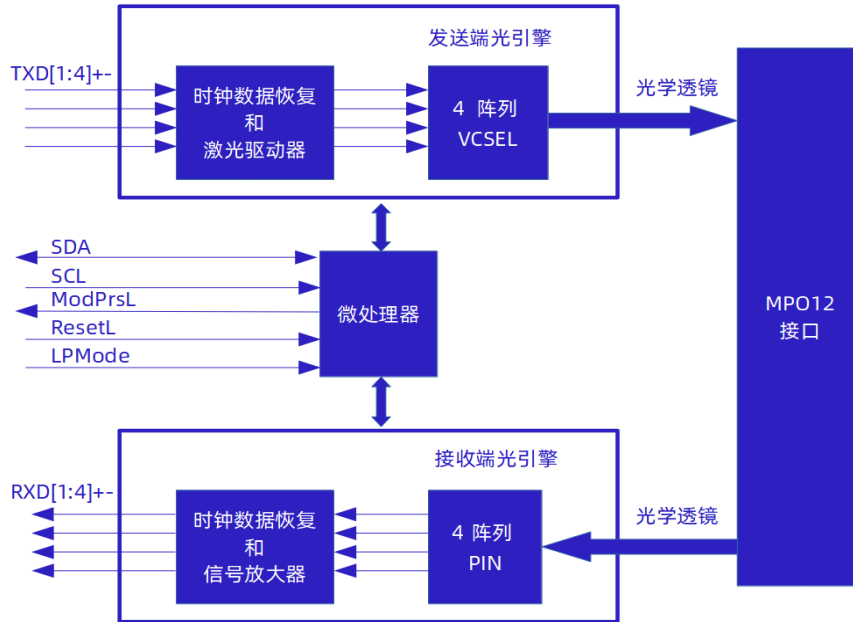 发送端光引擎
TXD[1:4]+-
时钟数据恢复
和
激光驱动器
4 阵列
VCSEL
光学透镜
SDA
SCL
ModPrsL
ResetL
LPMode
微处理器
MPO12
接口
接收端光引擎
RXD[1:4]+-
时钟数据恢复
和
信号放大器
4 阵列
PIN
光学透镜